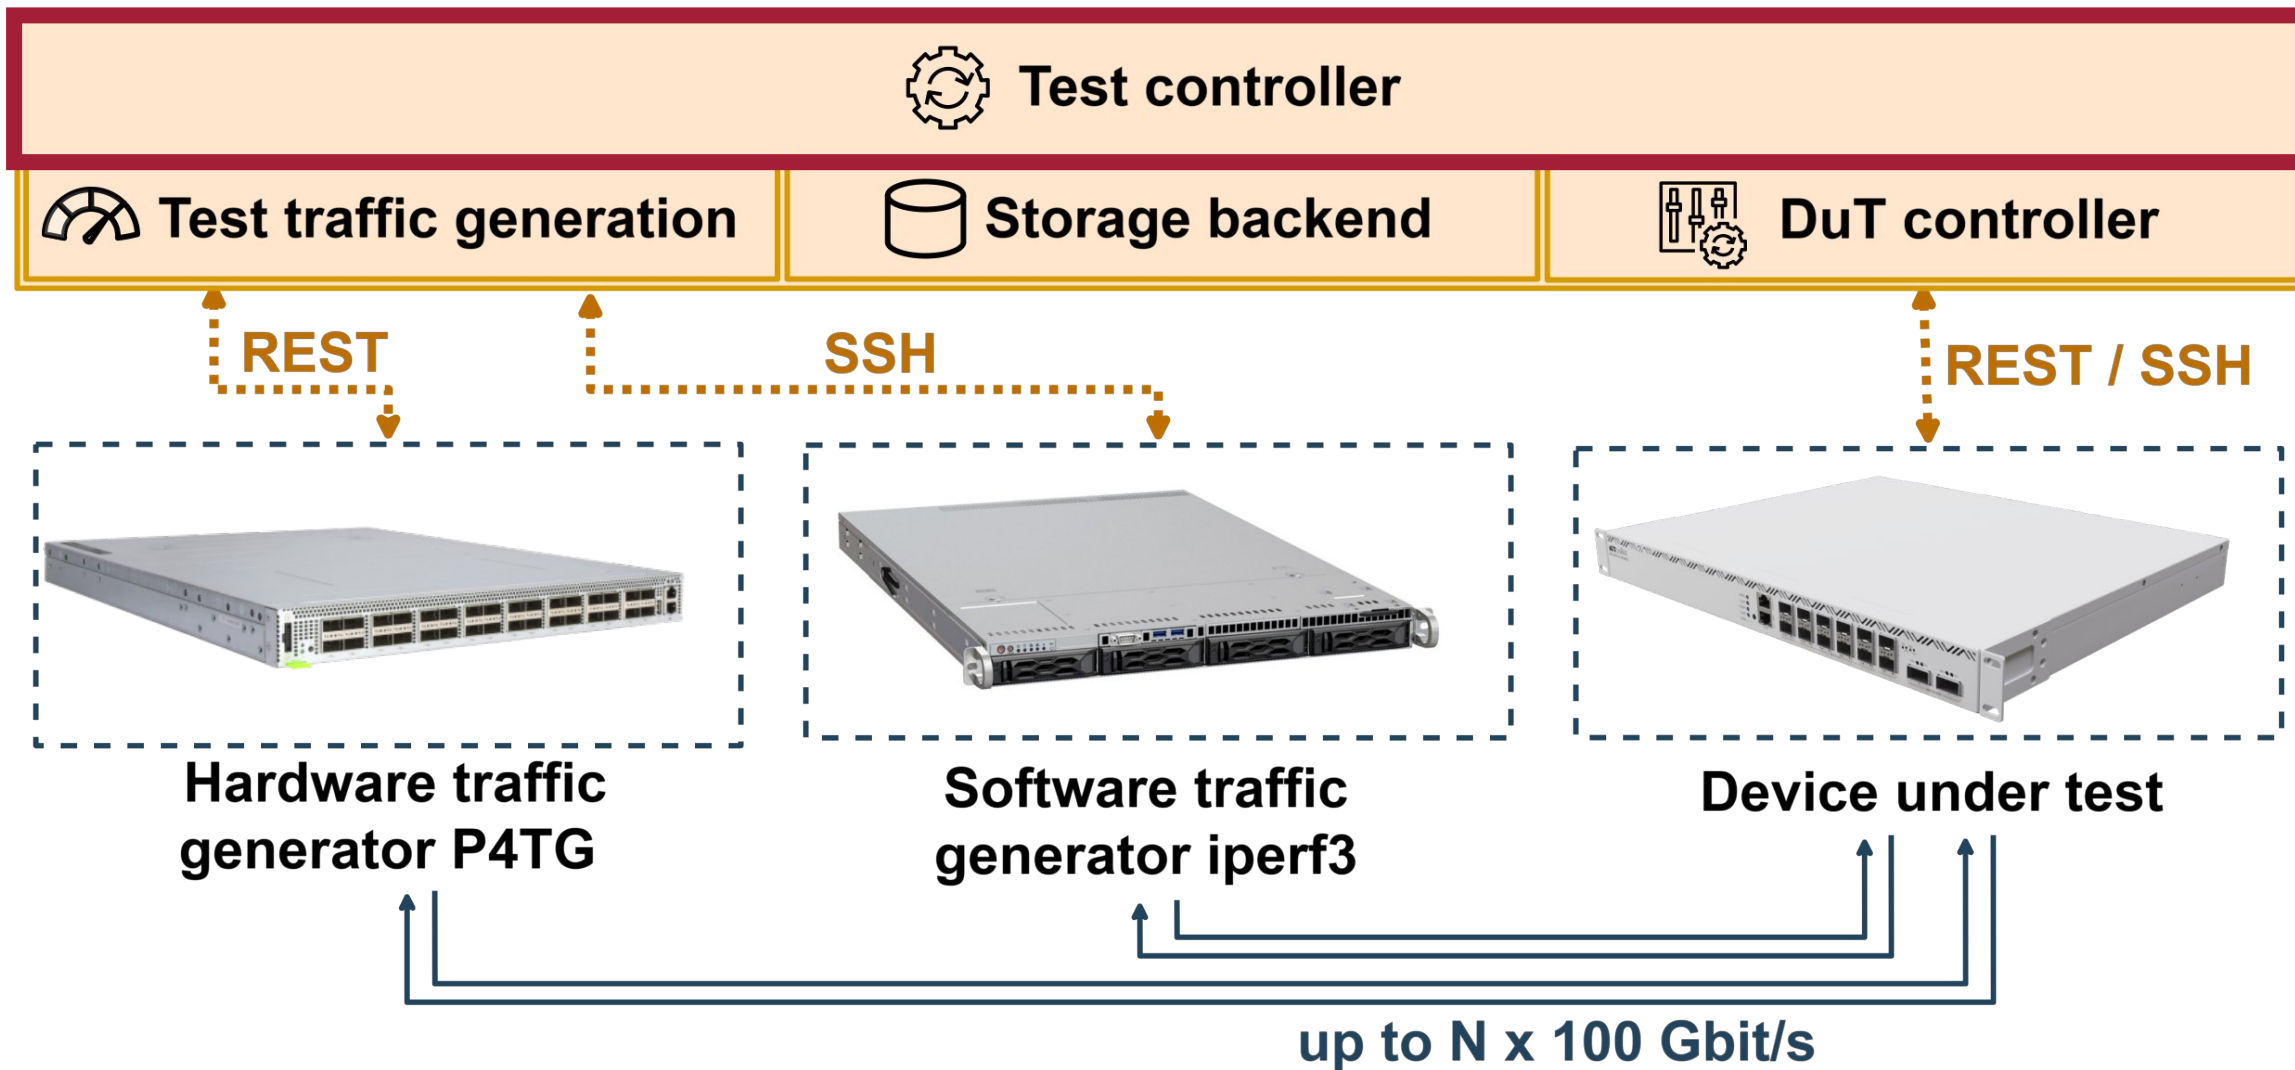 Test controller
Test traffic generation
Storage backend
DuT controller
REST
SSH
REST / SSH
Hardware traffic
generator P4TG
Software traffic
generator iperf3
Device under test
up to N x 100 Gbit/s